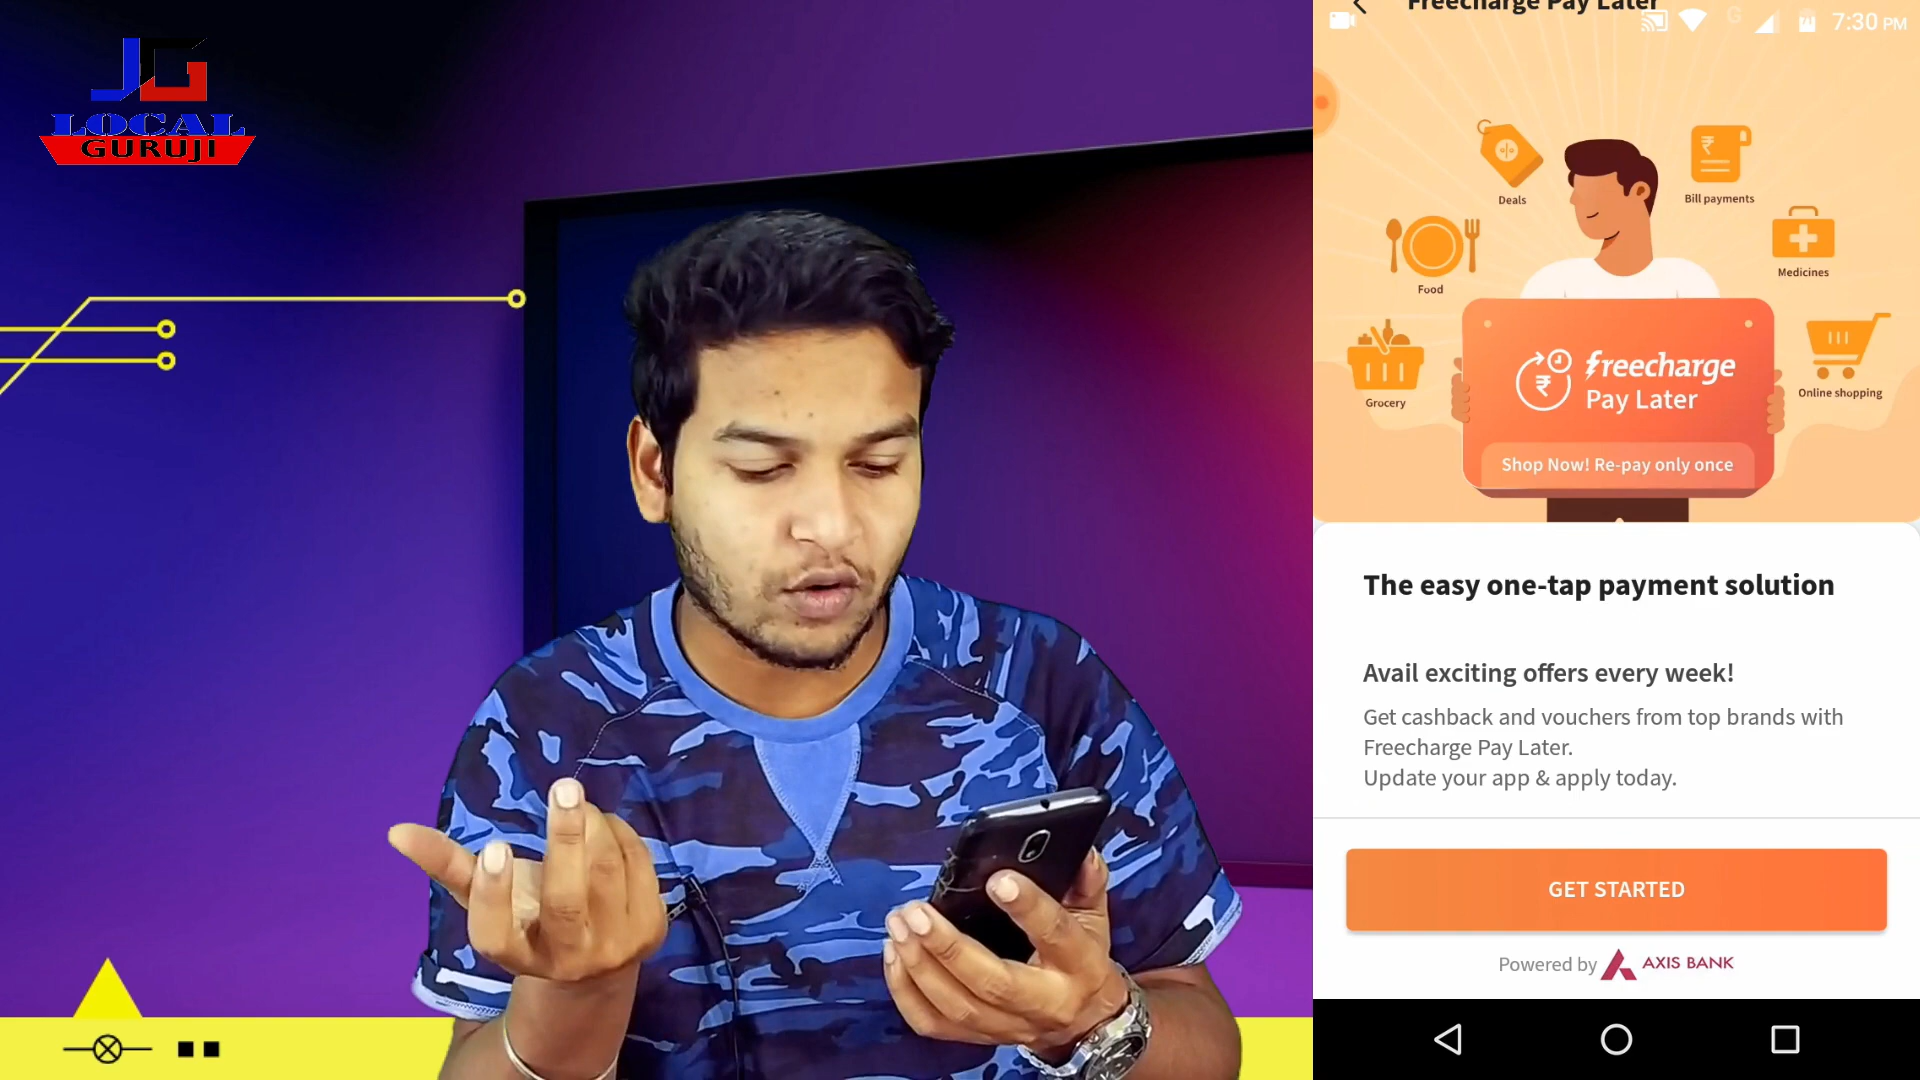 JG
LOCAL
GURUJI
Freecharge Pay Later
G
7:30 PM
Deals
Bill payments
Food
Medicines
Grocery
Online shopping
freecharge
Pay Later
Shop Now! Re-pay only once
The easy one-tap payment solution
Avail exciting offers every week!
Get cashback and vouchers from top brands with
Freecharge Pay Later.
Update your app & apply today.
GET STARTED
Powered by AXIS BANK